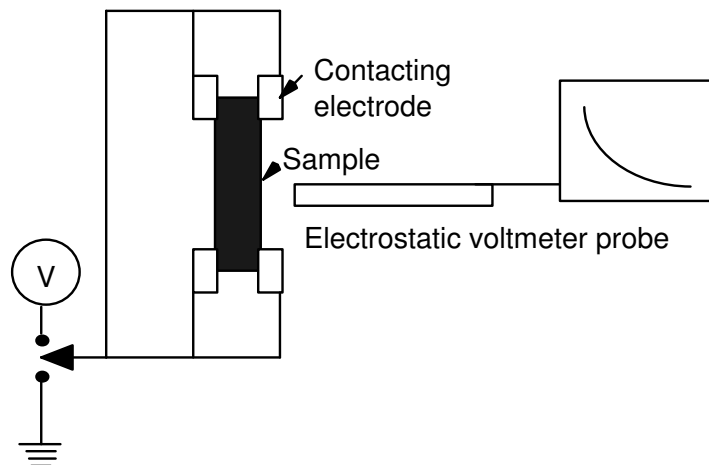 Contacting
electrode
Sample
Electrostatic voltmeter probe
V